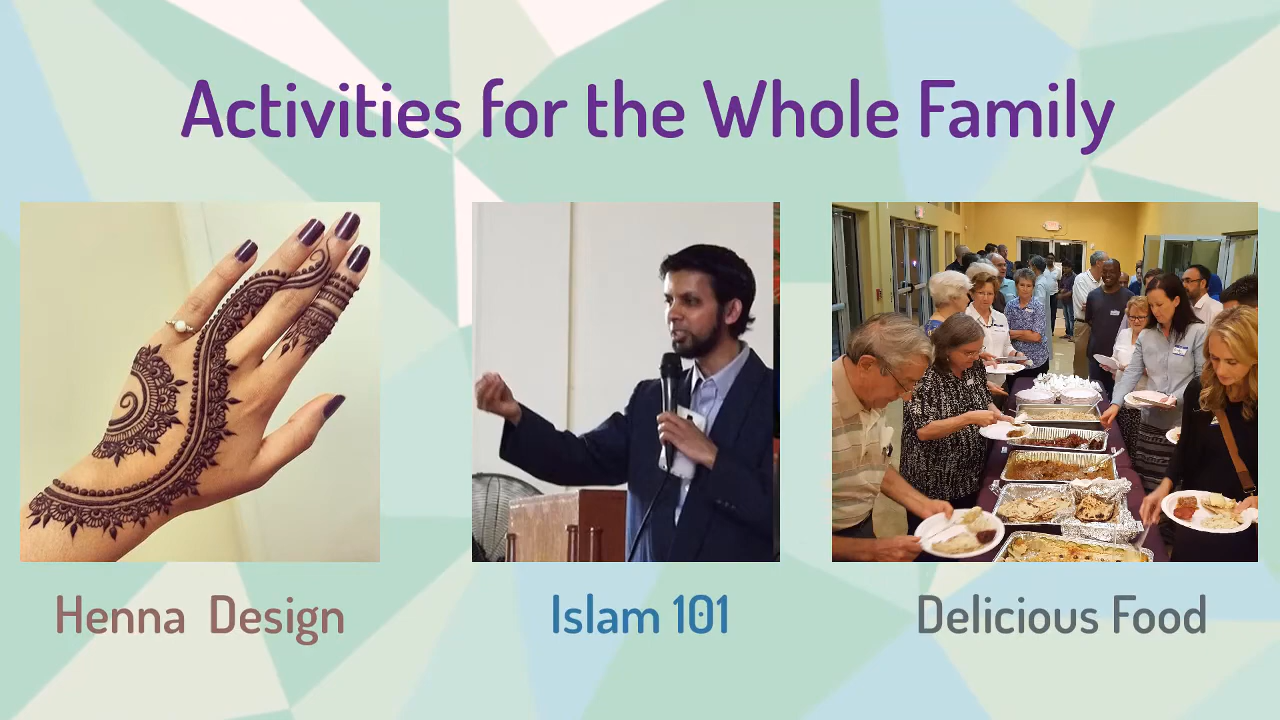 Activities for the Whole Family
Henna Design
Islam 101
Delicious Food